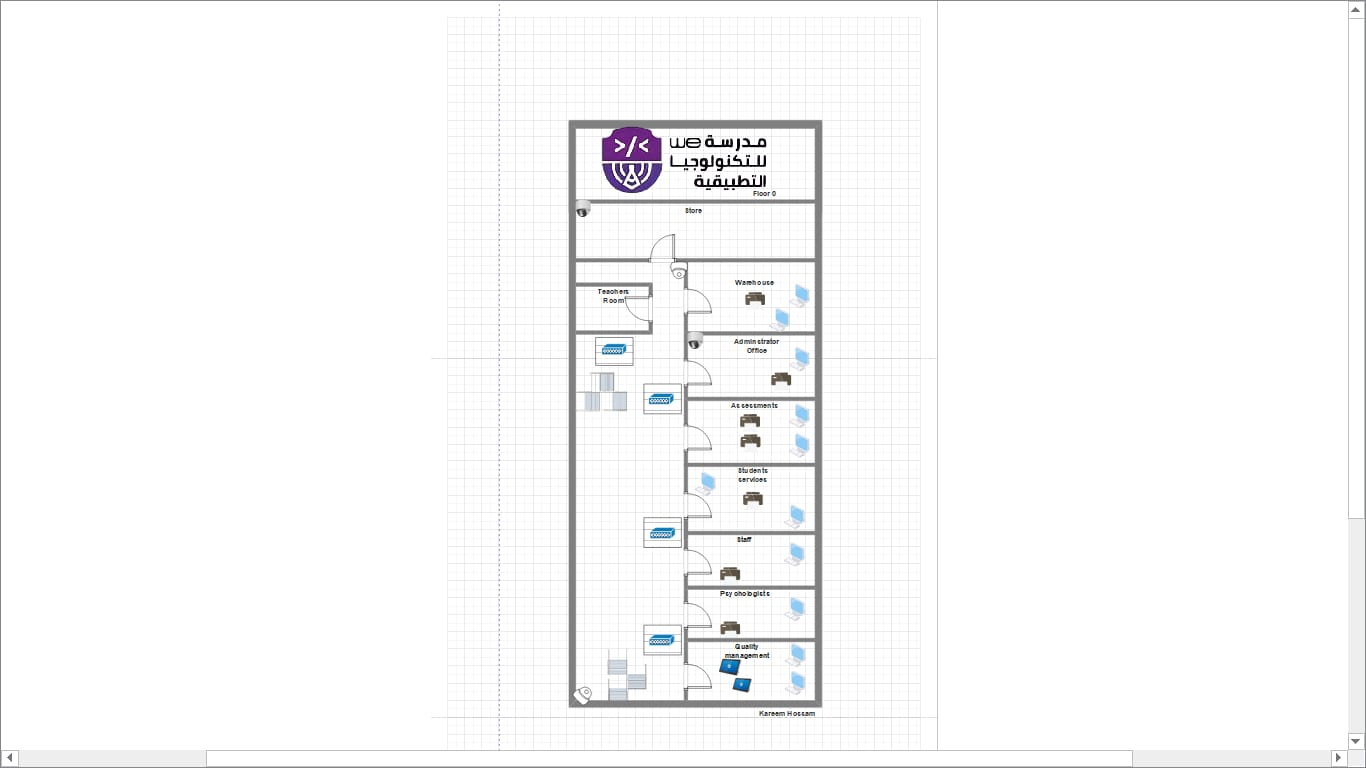 مدرسة we
للتكنولوجيا
التطبيقية
Floor 0
Store
Warehouse
Teachers
Room
Adminstrator
Office
Assessments
Students
services
Staff
Psychologists
Quality
management
Kareem Hossam